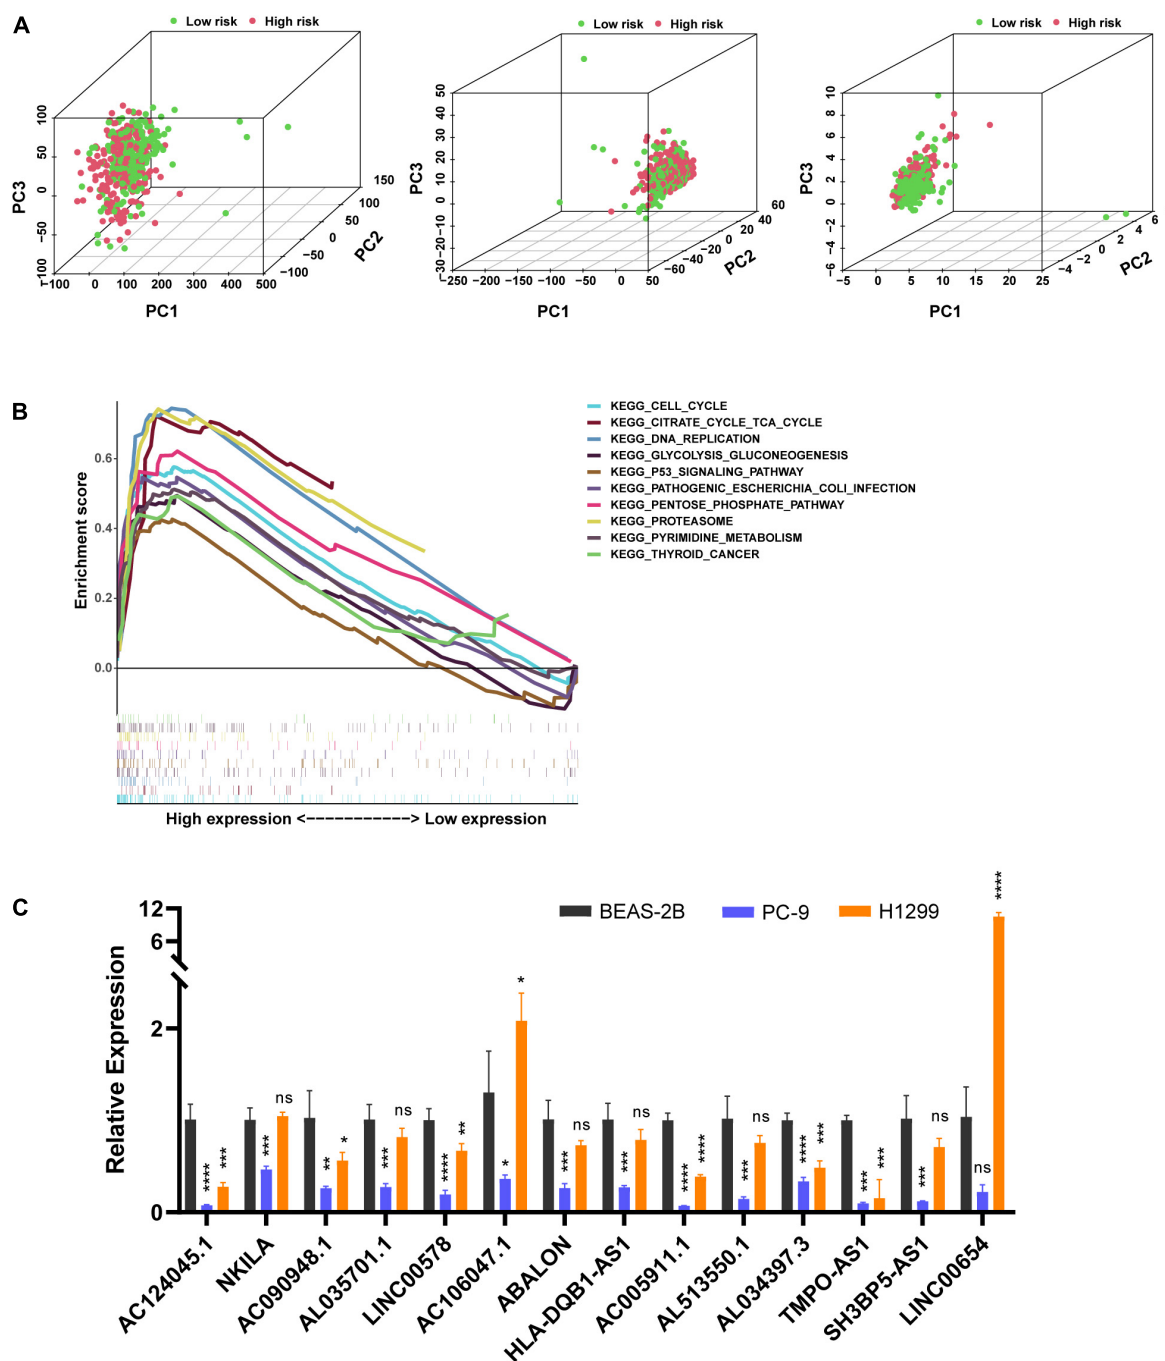 A
Low risk High risk
Low risk High risk
Low risk High risk
PC3
100
50
0
−50
−100
−100 0 100 200 300 400 500
PC1
−100
−50
0
50
100
150
PC2
PC3
50
40
30
20
10
0
−10
−20
−30
−250 −200 −150 −100 −50 0 50
PC1
−60
−40
−20
0
20
40
60
PC2
PC3
10
8
6
4
2
0
−2
−4
−6
−5 0 5 10 15 20 25
PC1
−4
−2
0
2
4
6
PC2
B
Enrichment score
0.6
0.4
0.2
0.0
KEGG_CELL_CYCLE
KEGG_CITRATE_CYCLE_TCA_CYCLE
KEGG_DNA_REPLICATION
KEGG_GLYCOLYSIS_GLUCONEOGENESIS
KEGG_P53_SIGNALING_PATHWAY
KEGG_PATHOGENIC_ESCHERICHIA_COLI_INFECTION
KEGG_PENTOSE_PHOSPHATE_PATHWAY
KEGG_PROTEASOME
KEGG_PYRIMIDINE_METABOLISM
KEGG_THYROID_CANCER
High expression <−−−−−−−−−−−> Low expression
C
BEAS-2B PC-9 H1299
Relative Expression
12
6
2
0
**** ***
*** ns
** *
*** ns
**** **
* *
*** ns
*** ns
**** ****
*** ns
**** ***
*** ***
*** ns
ns ****
AC124045.1
NKILA
AC090948.1
AL035701.1
LINC00578
AC106047.1
ABALON
HLA-DQB1-AS1
AC005911.1
AL513550.1
AL034397.3
TMPO-AS1
SH3BP5-AS1
LINC00654